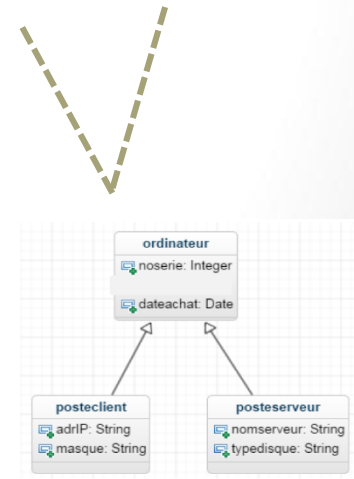 ordinateur
noserie: Integer
dateachat: Date
posteclient
adrIP: String
masque: String
posteserveur
nomserveur: String
typedisque: String